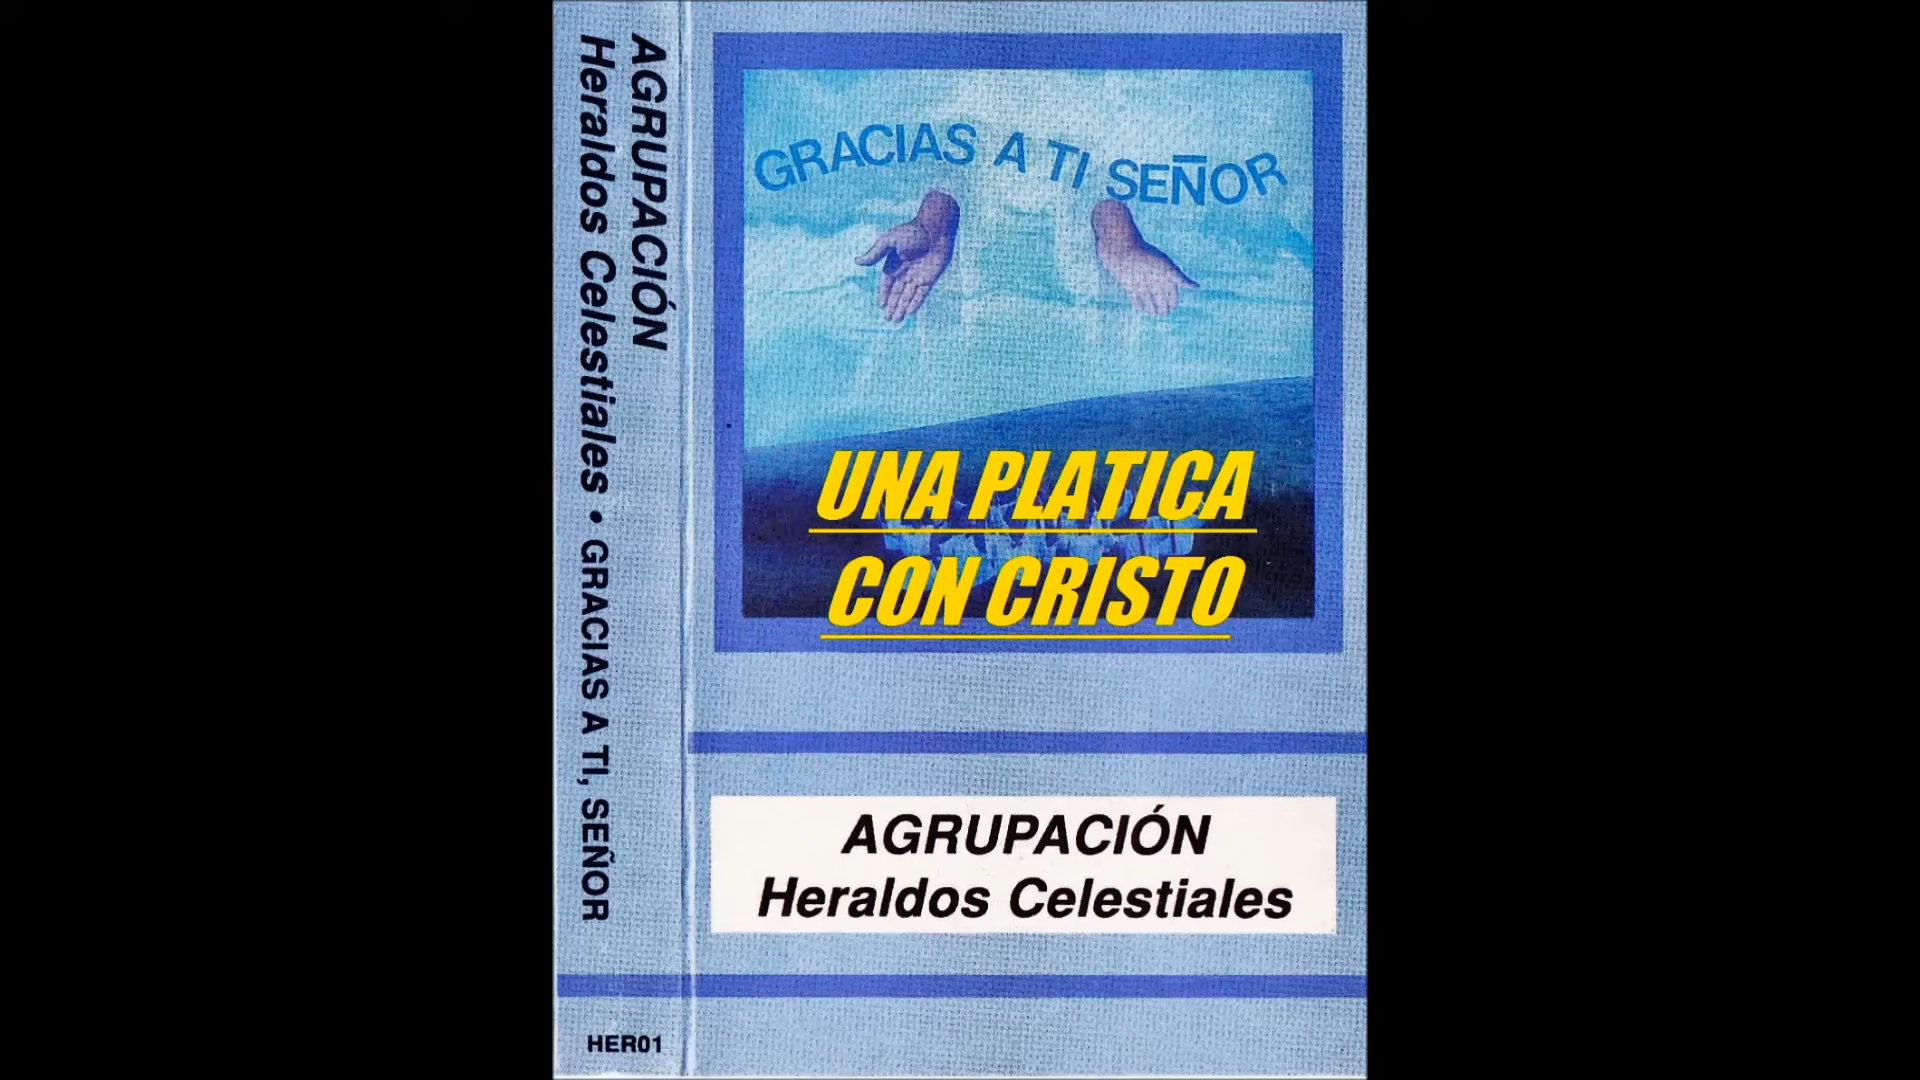 AGRUPACIÓN
Heraldos Celestiales • GRACIAS A TI, SEÑOR
HER01
GRACIAS A TI SEÑOR
UNA PLATICA
CON CRISTO
AGRUPACIÓN
Heraldos Celestiales